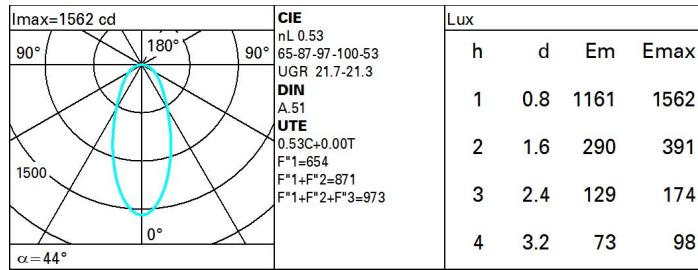 Imax=1562 cd
90° 180° 90°
1500
0°
α=44°
CIE
nL 0.53
65-87-97-100-53
UGR 21.7-21.3
DIN
A.51
UTE
0.53C+0.00T
F"1=654
F"1+F"2=871
F"1+F"2+F"3=973
Lux
h d Em Emax
1 0.8 1161 1562
2 1.6 290 391
3 2.4 129 174
4 3.2 73 98